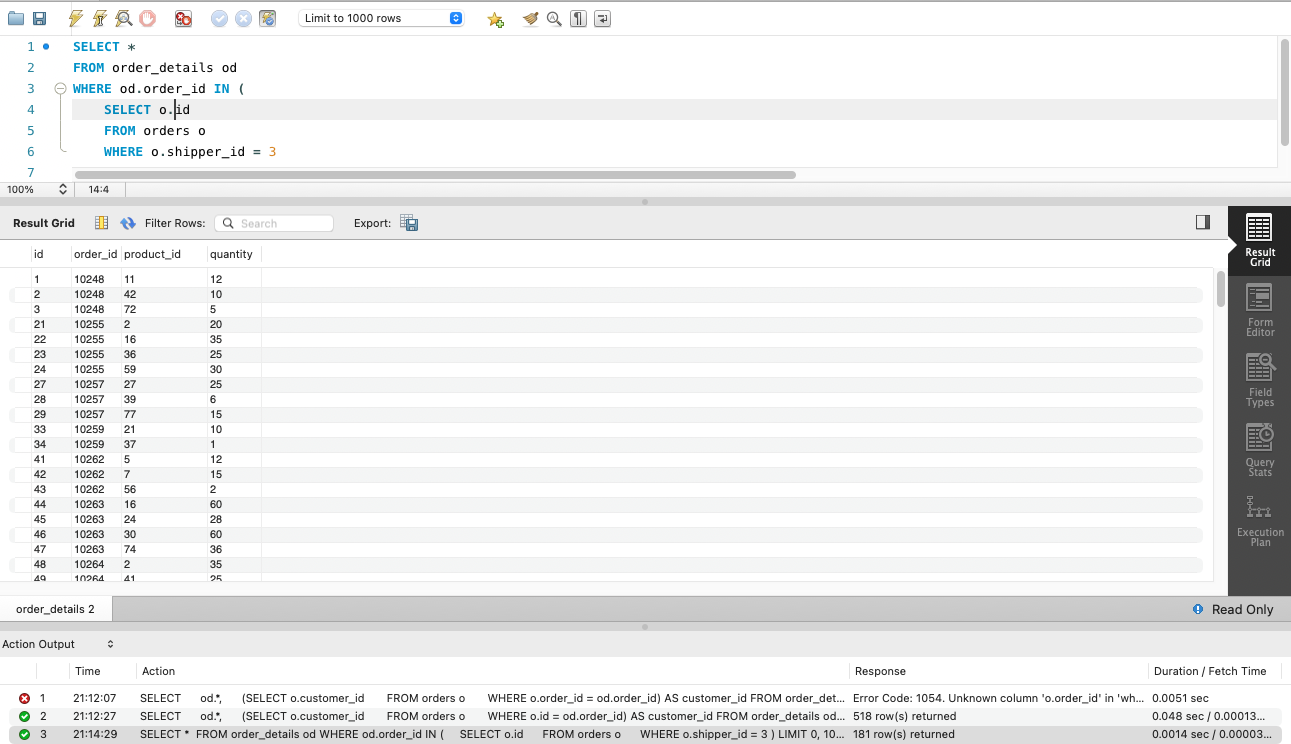 Limit to 1000 rows
1 SELECT *
2 FROM order_details od
3 WHERE od.order_id IN (
4 SELECT o.id
5 FROM orders o
6 WHERE o.shipper_id = 3
7
100% 14:4
Result Grid Filter Rows: Search Export:
id order_id product_id quantity
1 10248 11 12
2 10248 42 10
3 10248 72 5
21 10255 2 20
22 10255 16 35
23 10255 36 25
24 10255 59 30
27 10257 27 25
28 10257 39 6
29 10257 77 15
33 10259 21 10
34 10259 37 1
41 10262 5 12
42 10262 7 15
43 10262 56 2
44 10263 16 60
45 10263 24 28
46 10263 30 60
47 10263 74 36
48 10264 2 35
49 10264 41 25
Result
Grid
Form
Editor
Field
Types
Query
Stats
Execution
Plan
order_details 2 Read Only
Action Output
Time Action Response Duration / Fetch Time
1 21:12:07 SELECT od.*, (SELECT o.customer_id FROM orders o WHERE o.order_id = od.order_id) AS customer_id FROM order_det... Error Code: 1054. Unknown column 'o.order_id' in 'wh... 0.0051 sec
2 21:12:27 SELECT od.*, (SELECT o.customer_id FROM orders o WHERE o.id = od.order_id) AS customer_id FROM order_details od... 518 row(s) returned 0.048 sec / 0.00013...
3 21:14:29 SELECT * FROM order_details od WHERE od.order_id IN ( SELECT o.id FROM orders o WHERE o.shipper_id = 3 ) LIMIT 0, 10... 181 row(s) returned 0.0014 sec / 0.00003...